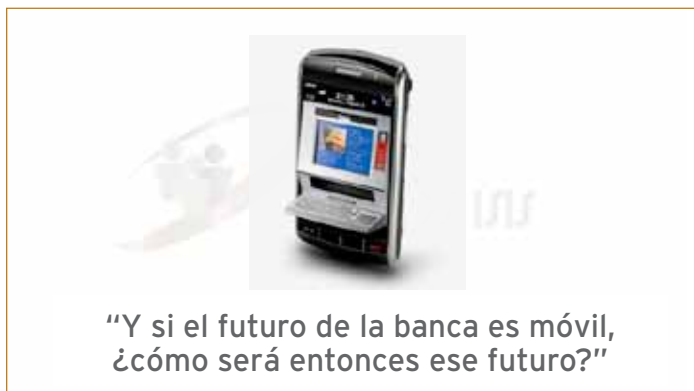 “Y si el futuro de la banca es móvil,
¿cómo será entonces ese futuro?”